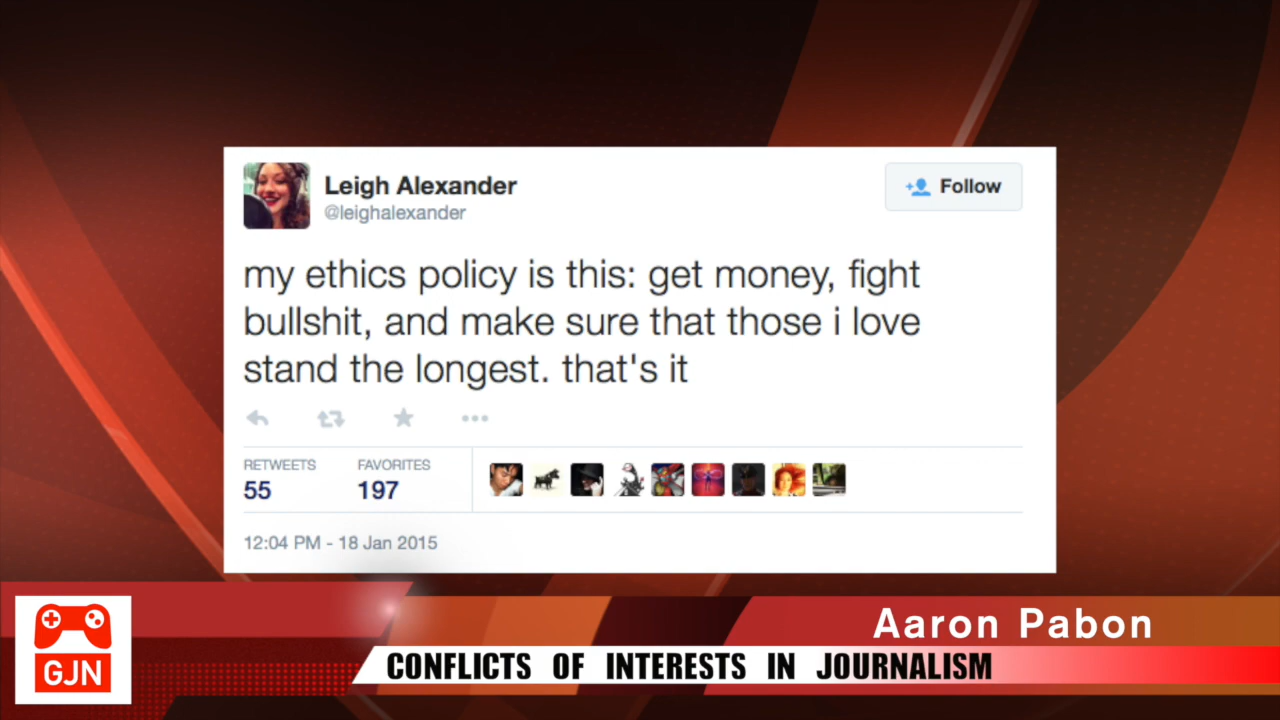 Leigh Alexander
@leighalexander
Follow
my ethics policy is this: get money, fight
bullshit, and make sure that those i love
stand the longest. that's it
RETWEETS
FAVORITES
55
197
12:04 PM - 18 Jan 2015
Aaron Pabon
GJN
CONFLICTS OF INTERESTS IN JOURNALISM